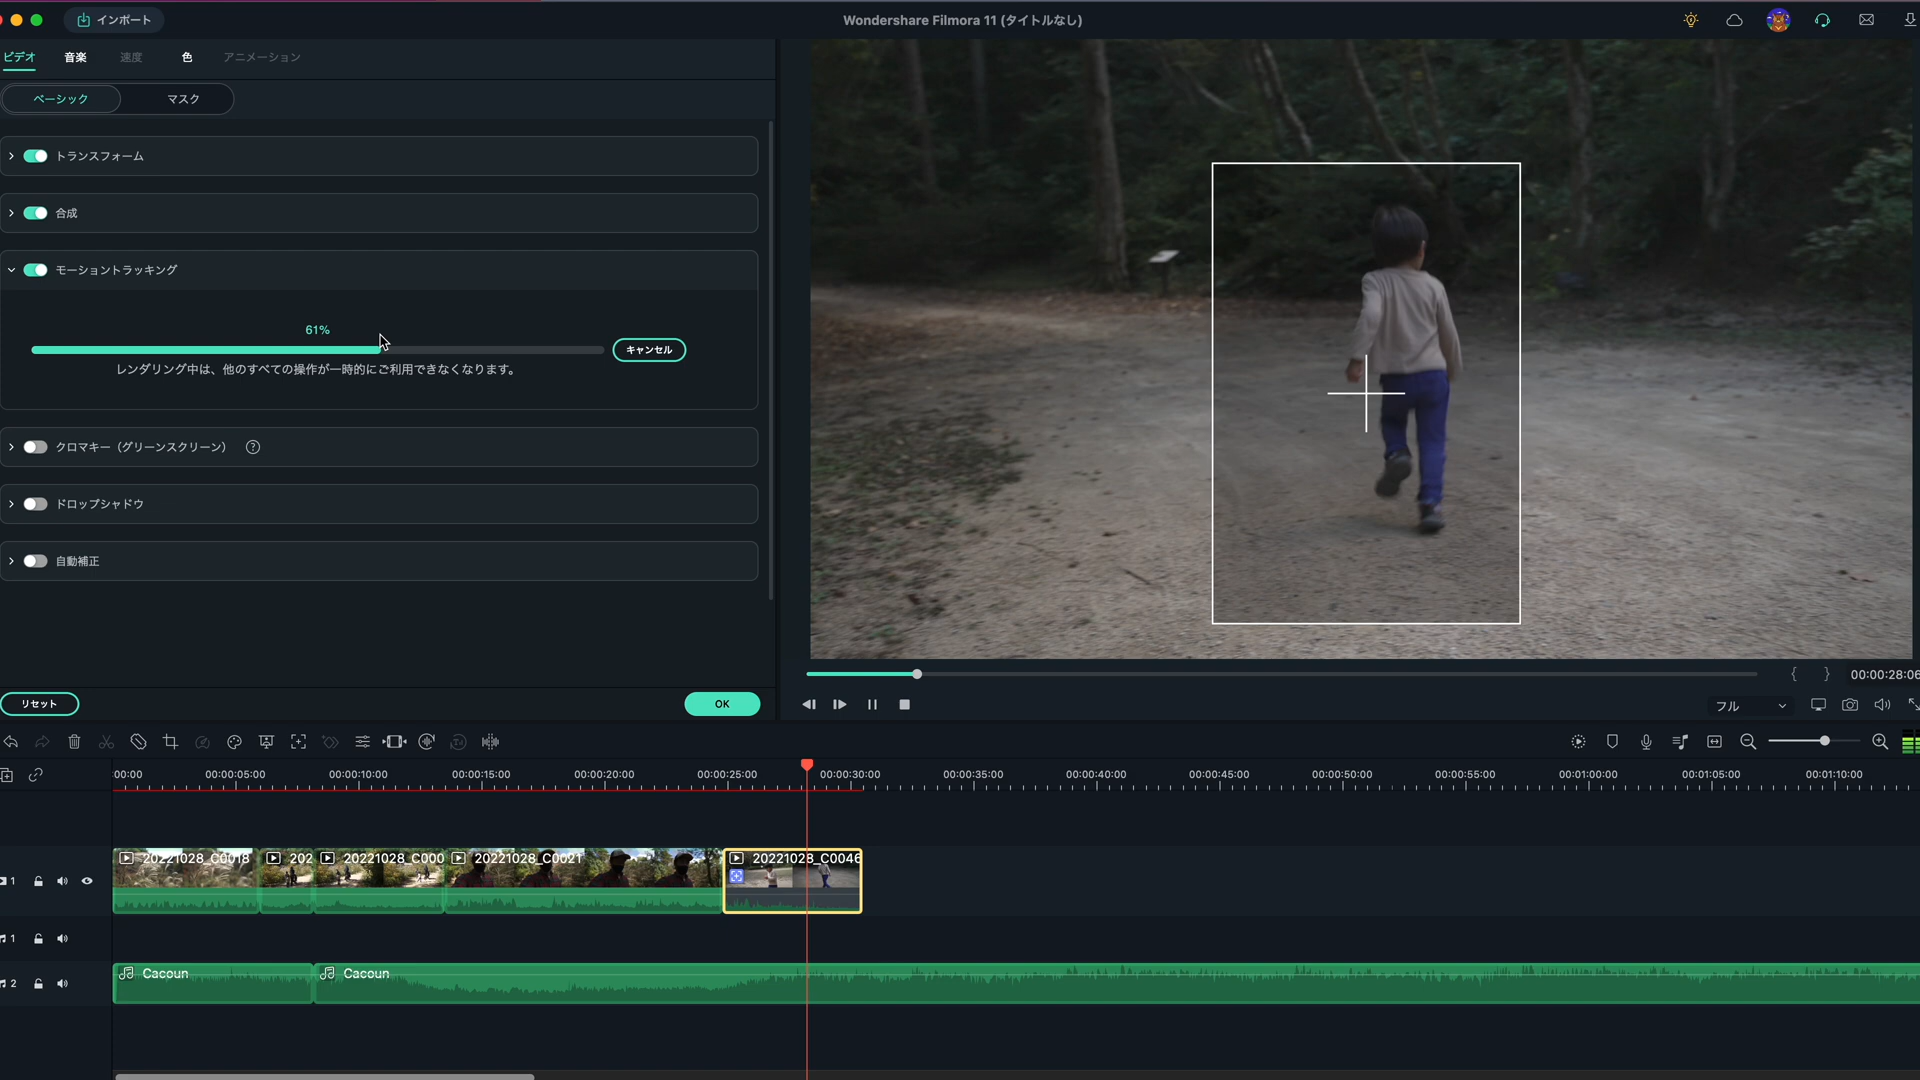 インポート
Wondershare Filmora 11 (タイトルなし)
ビデオ 音楽 速度 色 アニメーション
ベーシック マスク
トランスフォーム
合成
モーショントラッキング
61%
キャンセル
レンダリング中は、他のすべての操作が一時的にご利用できなくなります。
クロマキー（グリーンスクリーン）
ドロップシャドウ
自動補正
リセット
OK
{ } 00:00:28:06
フル
:00:00 00:00:05:00 00:00:10:00 00:00:15:00 00:00:20:00 00:00:25:00 00:00:30:00 00:00:35:00 00:00:40:00 00:00:45:00 00:00:50:00 00:00:55:00 00:01:00:00 00:01:05:00 00:01:10:00
20221028_C0018 202 20221028_C000 20221028_C0021 20221028_C0046
1
1
2
Cacoun Cacoun